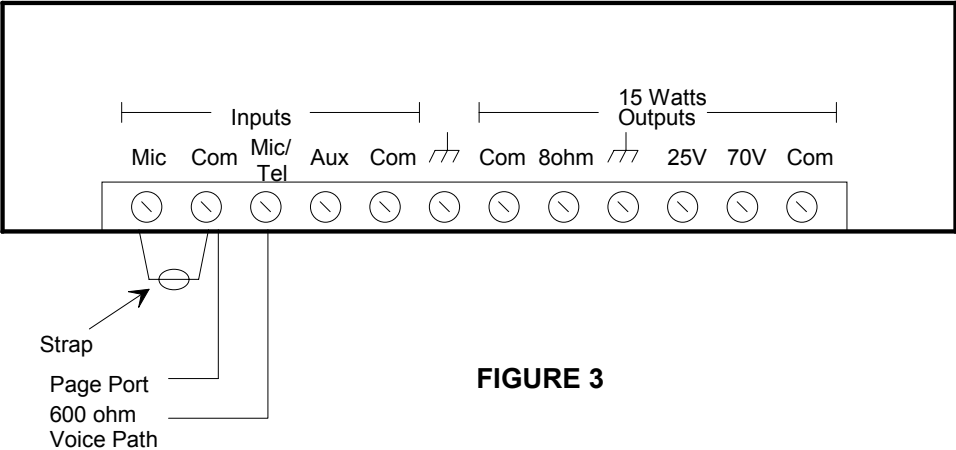 15 Watts
Inputs
Outputs
Mic Com Mic/
Tel Aux Com Com 8ohm 25V 70V Com
Strap
Page Port
600 ohm
Voice Path
FIGURE 3